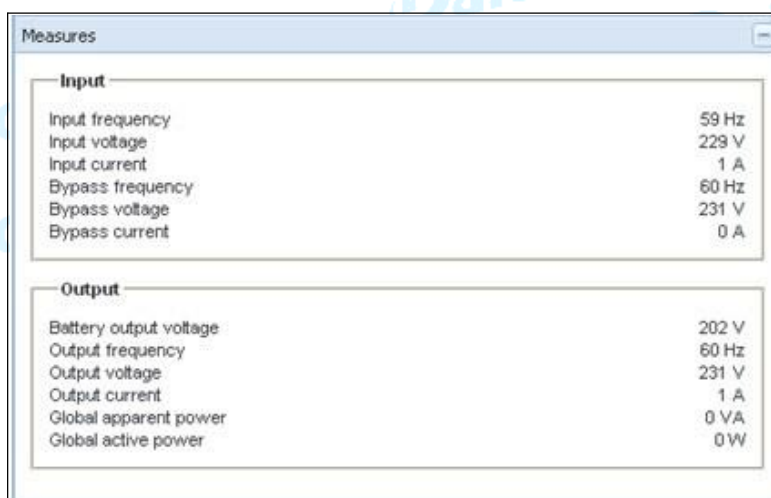 Measures
Input
Input frequency 59 Hz
Input voltage 229 V
Input current 1 A
Bypass frequency 60 Hz
Bypass voltage 231 V
Bypass current 0 A
Output
Battery output voltage 202 V
Output frequency 60 Hz
Output voltage 231 V
Output current 1 A
Global apparent power 0 VA
Global active power 0 W